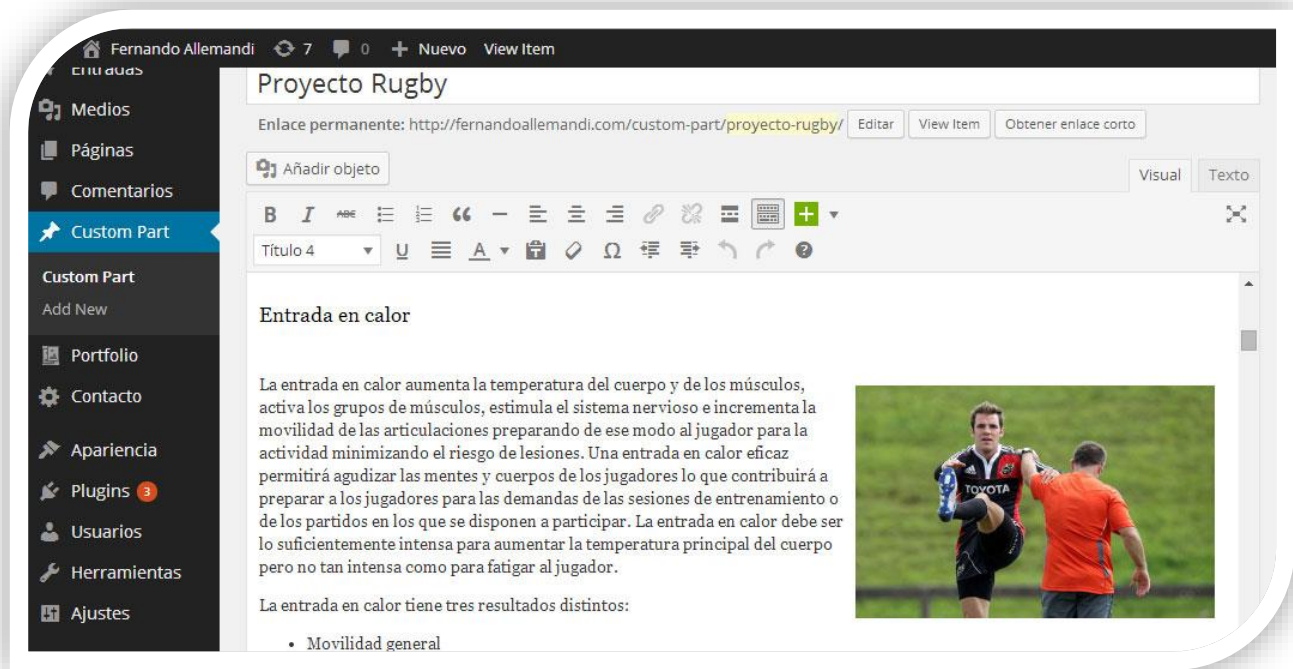 Fernando Allemandi 7 0 + Nuevo View Item
Entradas
Medios
Páginas
Comentarios
Custom Part
Custom Part
Add New
Portfolio
Contacto
Apariencia
Plugins 3
Usuarios
Herramientas
Ajustes
Proyecto Rugby
Enlace permanente: http://fernandoallemandi.com/custom-part/proyecto-rugby/ Editar View Item Obtener enlace corto
Añadir objeto
Visual Texto
B I ABC
Título 4 U A T Ω ?
Entrada en calor
La entrada en calor aumenta la temperatura del cuerpo y de los músculos,
activa los grupos de músculos, estimula el sistema nervioso e incrementa la
movilidad de las articulaciones preparando de ese modo al jugador para la
actividad minimizando el riesgo de lesiones. Una entrada en calor eficaz
permitirá agudizar las mentes y cuerpos de los jugadores lo que contribuirá a
preparar a los jugadores para las demandas de las sesiones de entrenamiento o
de los partidos en los que se disponen a participar. La entrada en calor debe ser
lo suficientemente intensa para aumentar la temperatura principal del cuerpo
pero no tan intensa como para fatigar al jugador.
TOYOTA
La entrada en calor tiene tres resultados distintos:
• Movilidad general